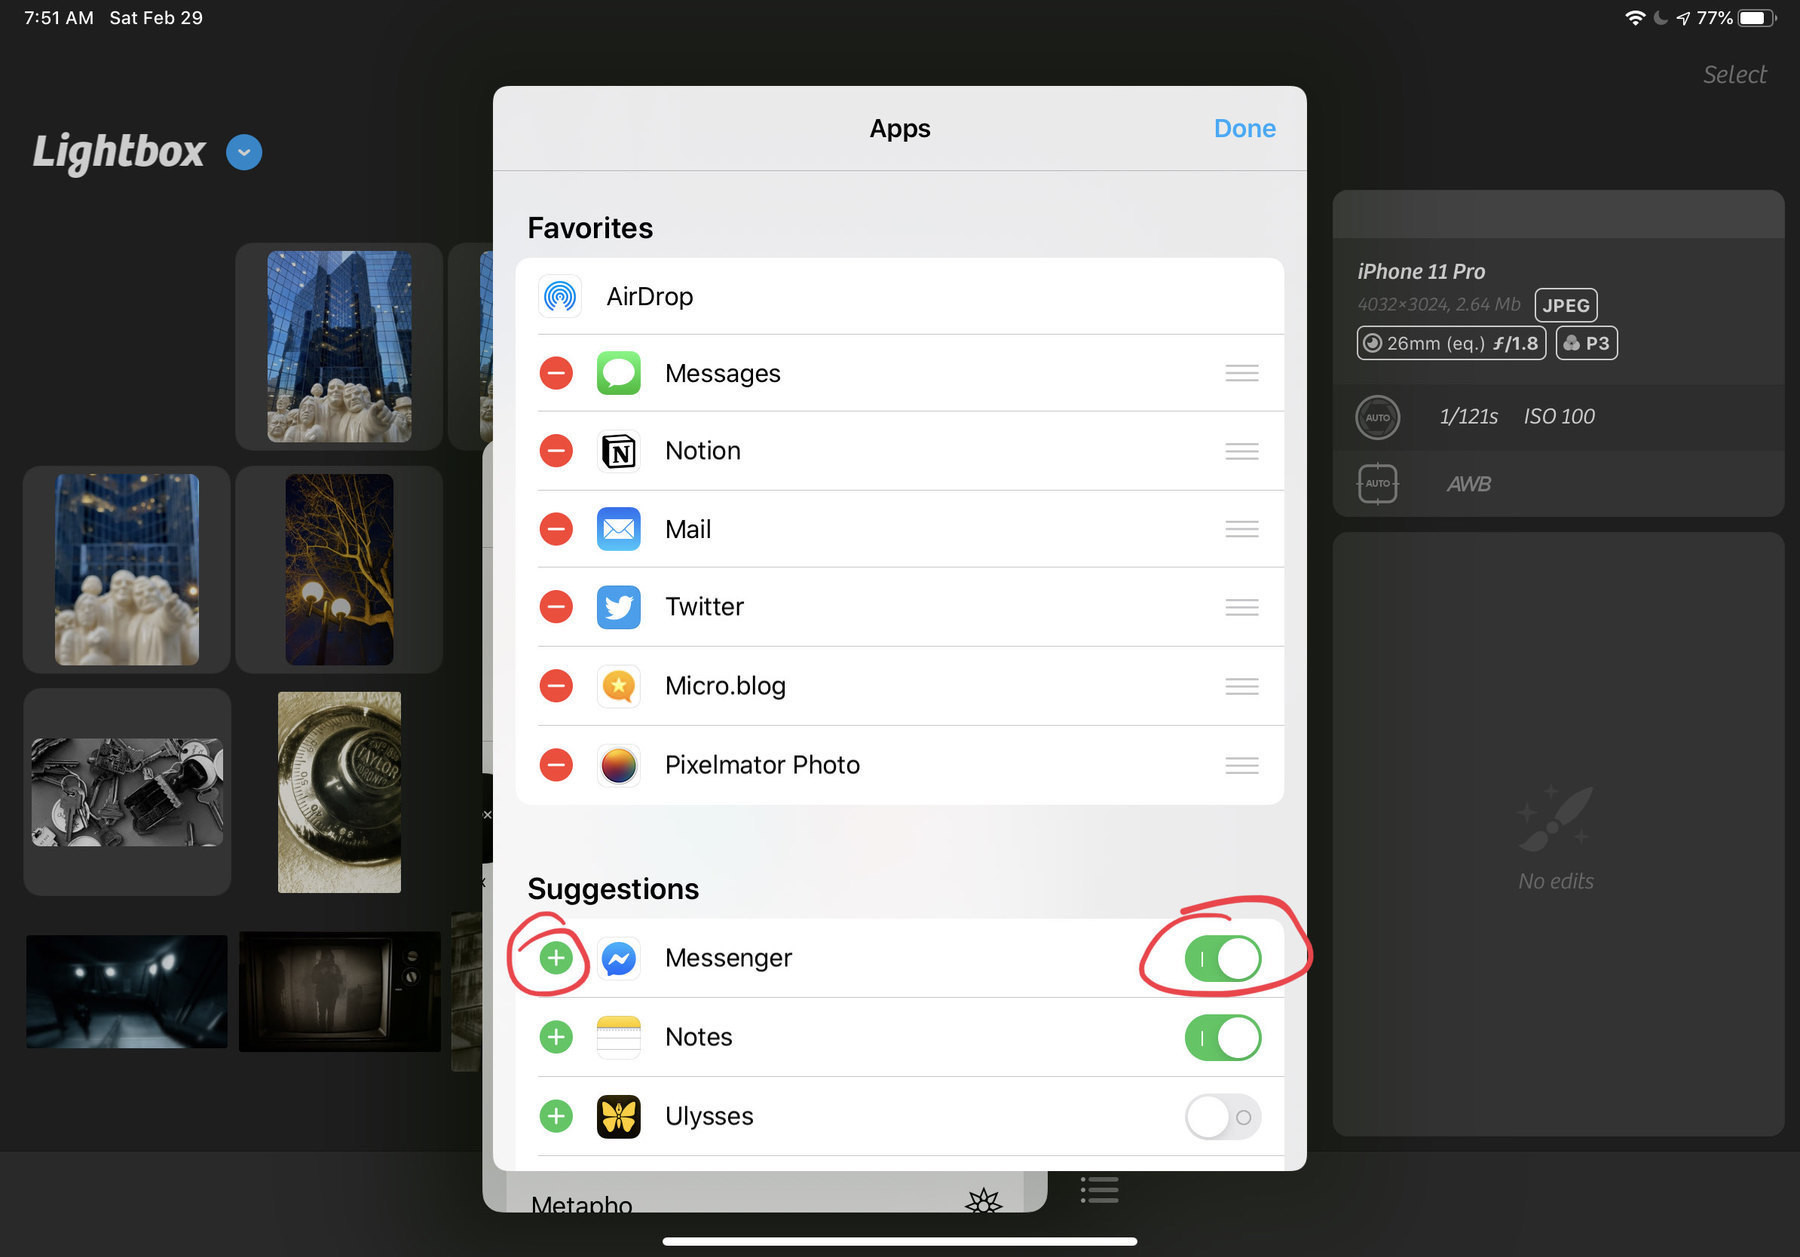 7:51 AM Sat Feb 29
77%
Select
Lightbox
Apps
Done
Favorites
AirDrop
Messages
Notion
Mail
Twitter
Micro.blog
Pixelmator Photo
Suggestions
Messenger
Notes
Ulysses
Metapho
iPhone 11 Pro
4032×3024, 2.64 Mb JPEG
26mm (eq.) ƒ/1.8 P3
AUTO 1/121s ISO 100
AUTO AWB
No edits
TAYLOR